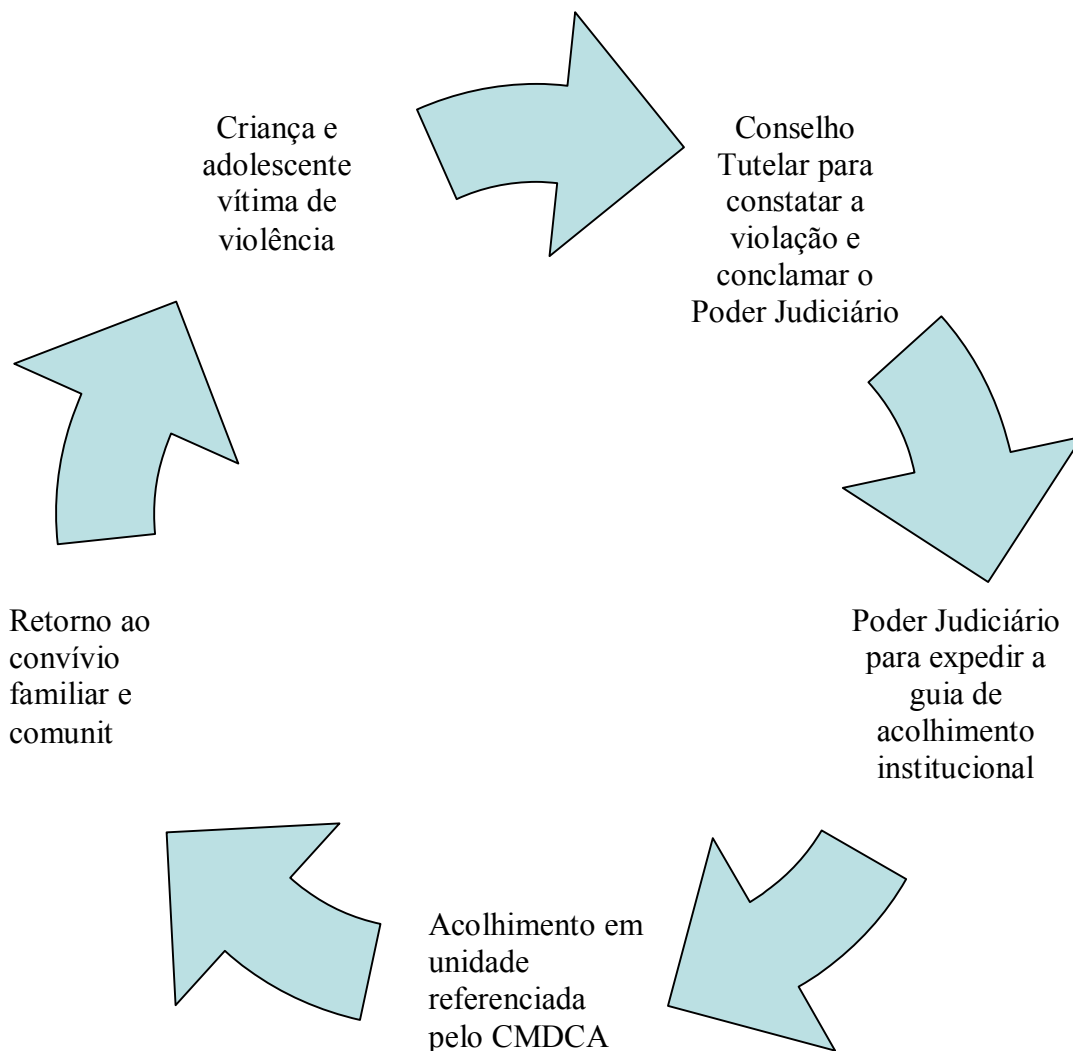 Criança e
adolescente
vítima de
violência
Conselho
Tutelar para
constatar a
violação e
conclamar o
Poder Judiciário
Poder Judiciário
para expedir a
guia de
acolhimento
institucional
Acolhimento em
unidade
referenciada
pelo CMDCA
Retorno ao
convívio
familiar e
comunit